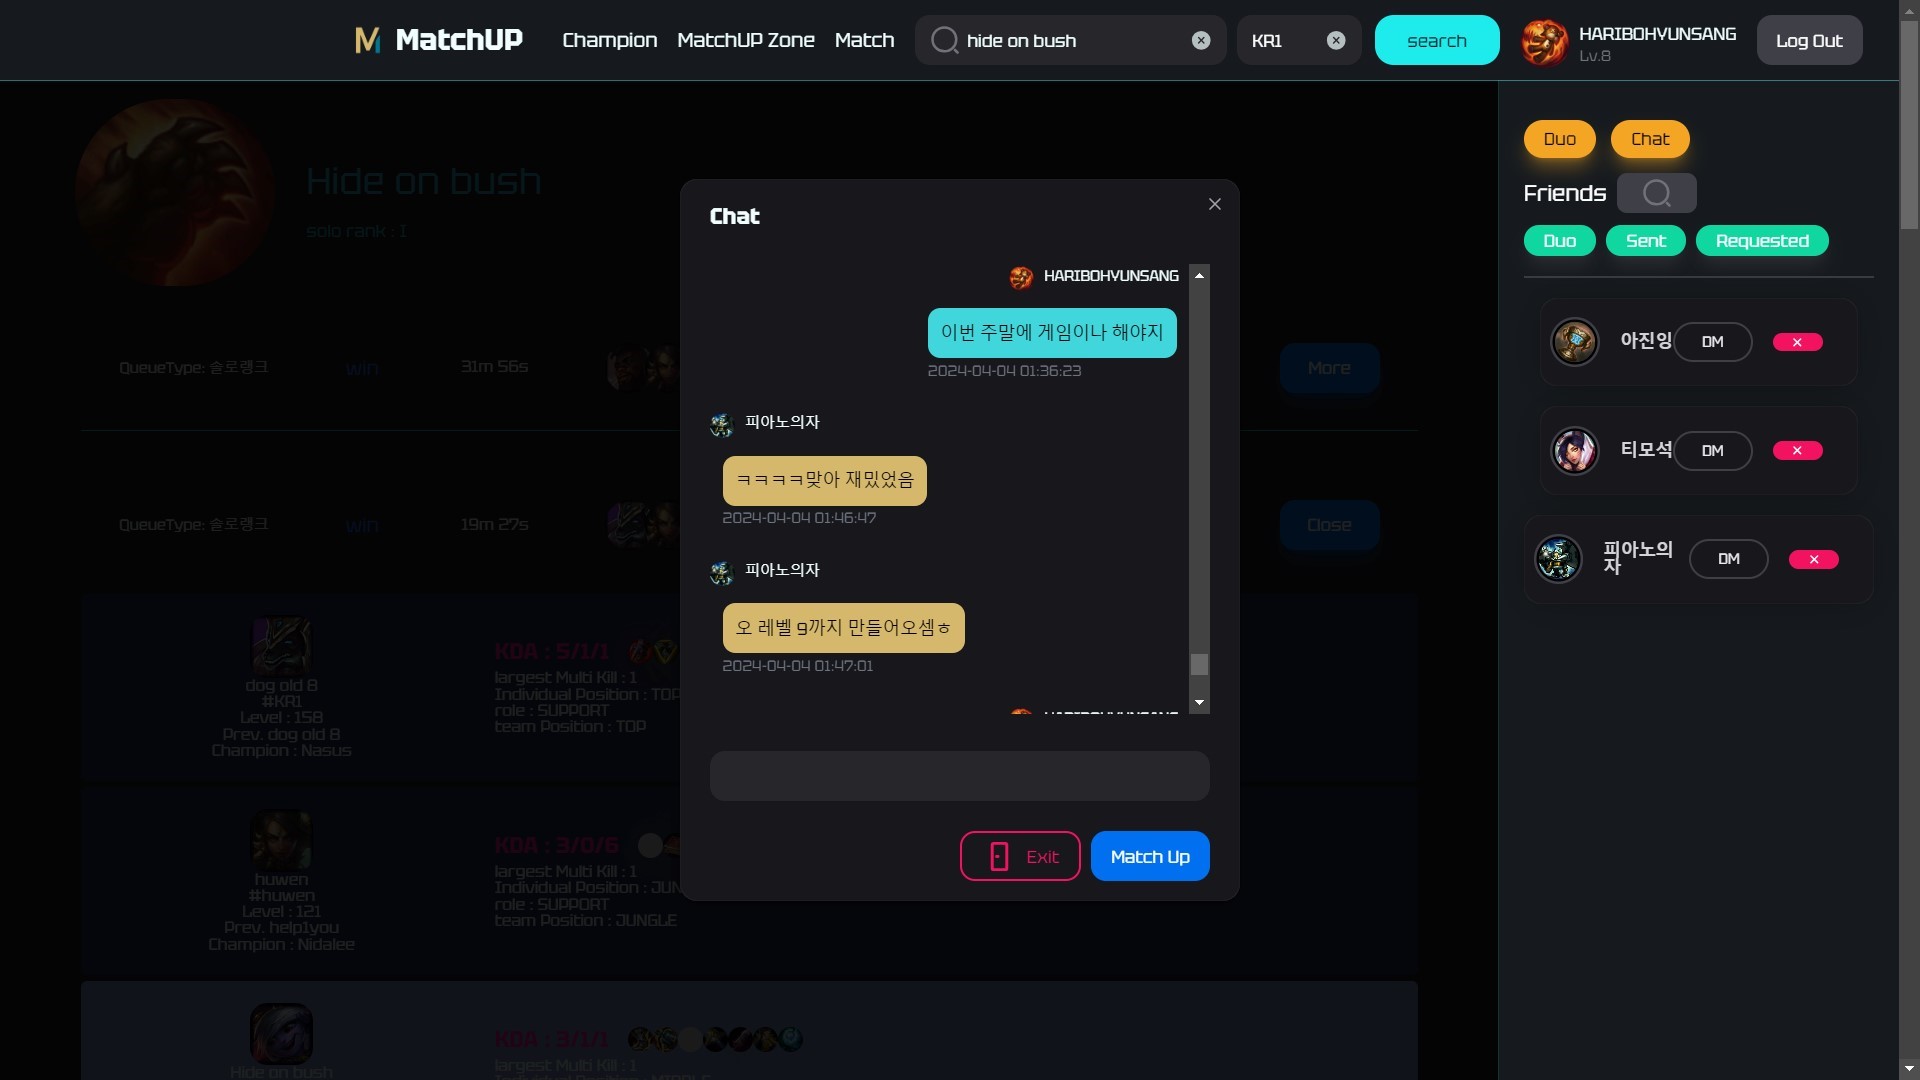 MatchUP
Champion
MatchUP Zone
Match
hide on bush
KR1
search
HARIBOHYUNSANG
Lv.8
Log Out
Hide on bush
solo rank : I
QueueType: 솔로랭크
win
31m 56s
More
QueueType: 솔로랭크
win
19m 27s
Close
dog old 8
#KR1
Level : 158
Prev. dog old 8
Champion : Nasus
KDA : 5/1/1
largest Multi Kill : 1
Individual Position : TOP
role : SUPPORT
team Position : TOP
huwen
#huwen
Level : 121
Prev. help1you
Champion : Nidalee
KDA : 3/0/6
largest Multi Kill : 1
Individual Position : JUN
role : SUPPORT
team Position : JUNGLE
Hide on bush
KDA : 3/1/1
largest Multi Kill : 1
Chat
HARIBOHYUNSANG
이번 주말에 게임이나 해야지
2024-04-04 01:36:23
피아노의자
ㅋㅋㅋㅋ맞아 재밌었음
2024-04-04 01:46:47
피아노의자
오 레벨 9까지 만들어오셈ㅎ
2024-04-04 01:47:01
HARIBOHYUNSANG
Exit
Match Up
Duo
Chat
Friends
Duo
Sent
Requested
아진잉
DM
티모석
DM
피아노의
자
DM